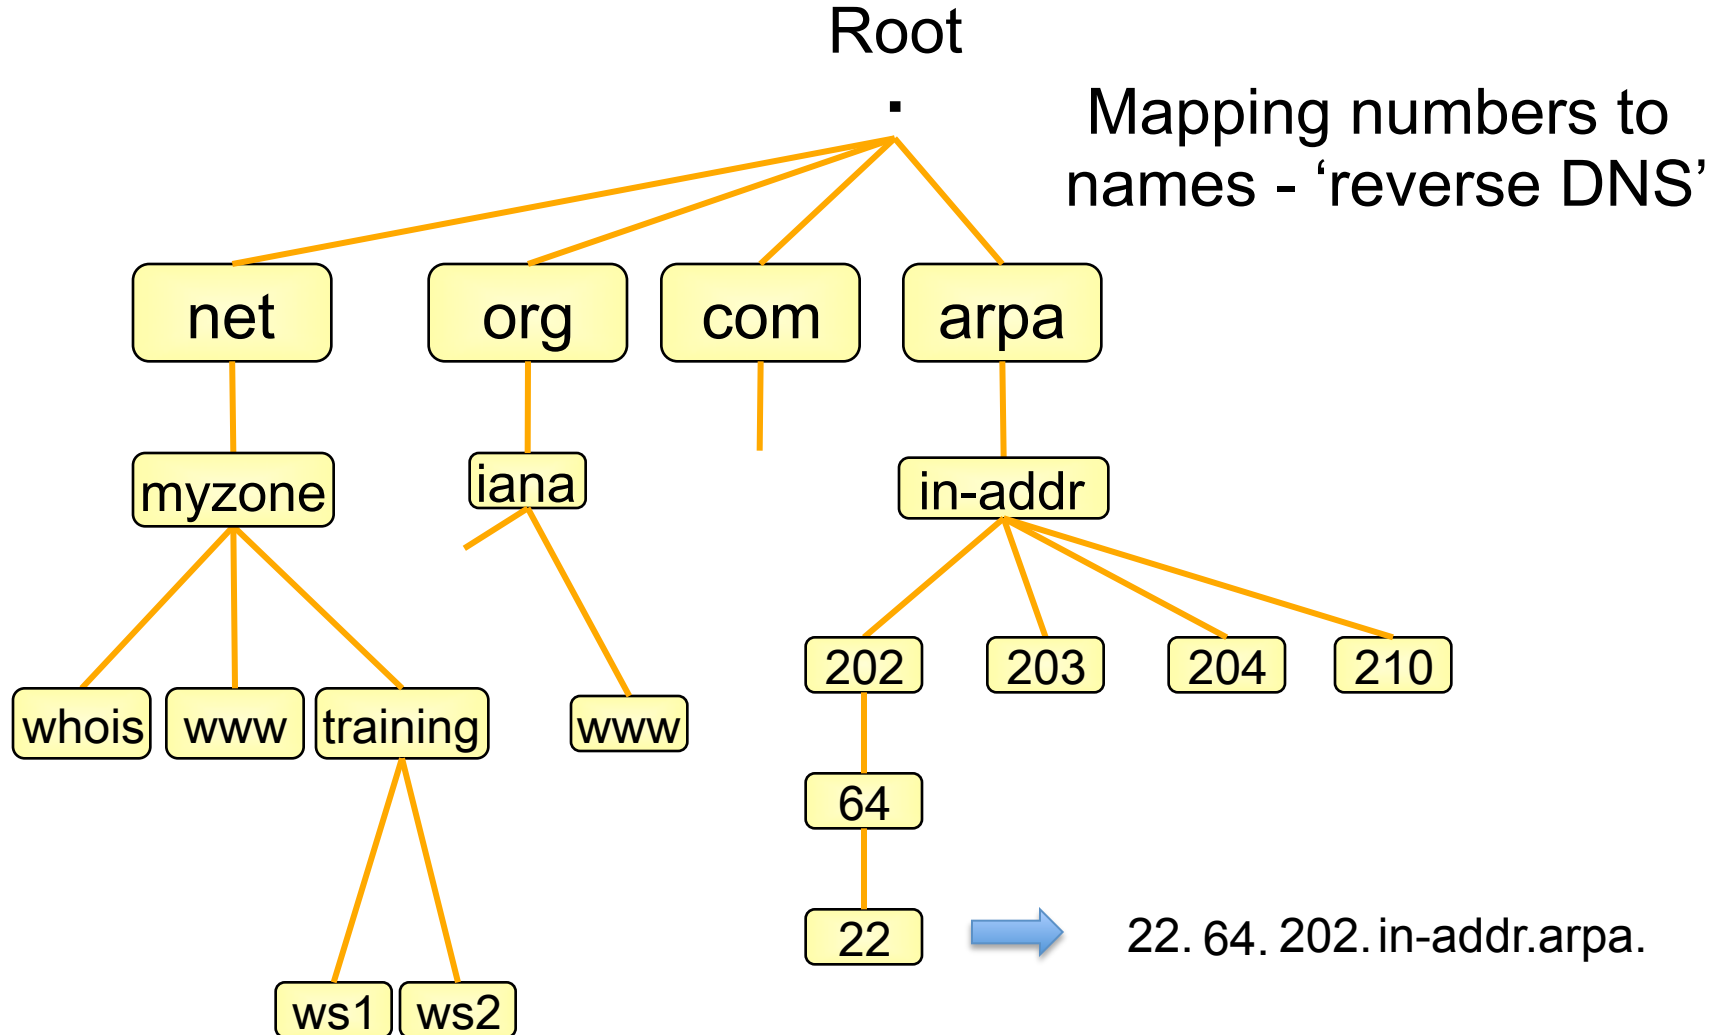 Root
.
Mapping numbers to
names - ‘reverse DNS’
net
org
com
arpa
myzone
iana
in-addr
202
203
204
210
whois
www
training
www
64
22
22. 64. 202. in-addr.arpa.
ws1
ws2